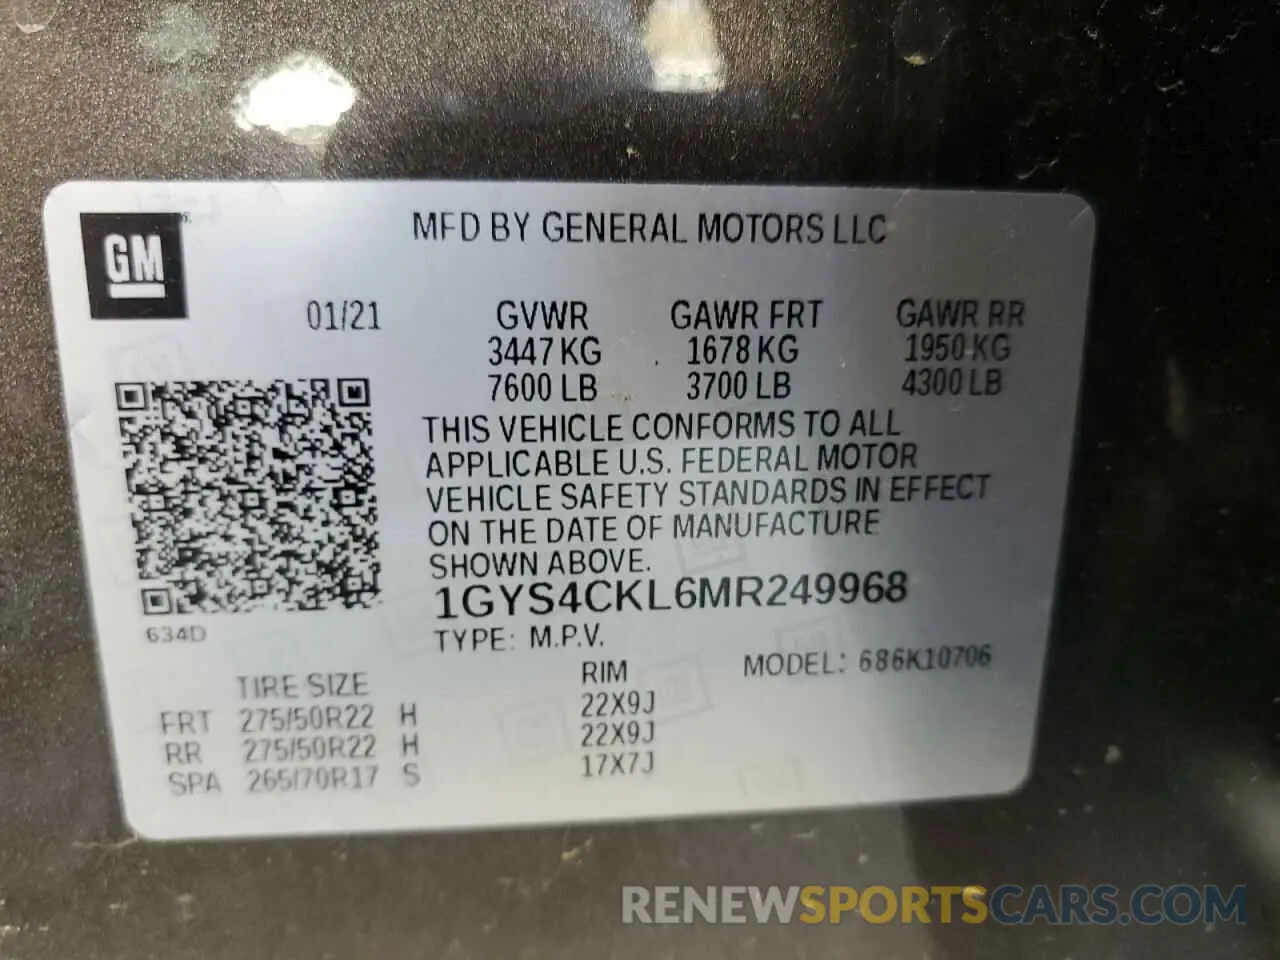 GM
MFD BY GENERAL MOTORS LLC
01/21 GVWR GAWR FRT GAWR RR
3447 KG 1678 KG 1950 KG
7600 LB 3700 LB 4300 LB
THIS VEHICLE CONFORMS TO ALL
APPLICABLE U.S. FEDERAL MOTOR
VEHICLE SAFETY STANDARDS IN EFFECT
ON THE DATE OF MANUFACTURE
SHOWN ABOVE.
1GYS4CKL6MR249968
634D
TYPE: M.P.V.
MODEL: 686K10706
TIRE SIZE RIM
FRT 275/50R22 H 22X9J
RR 275/50R22 H 22X9J
SPA 265/70R17 S 17X7J
RENEWSPORTSCARS.COM